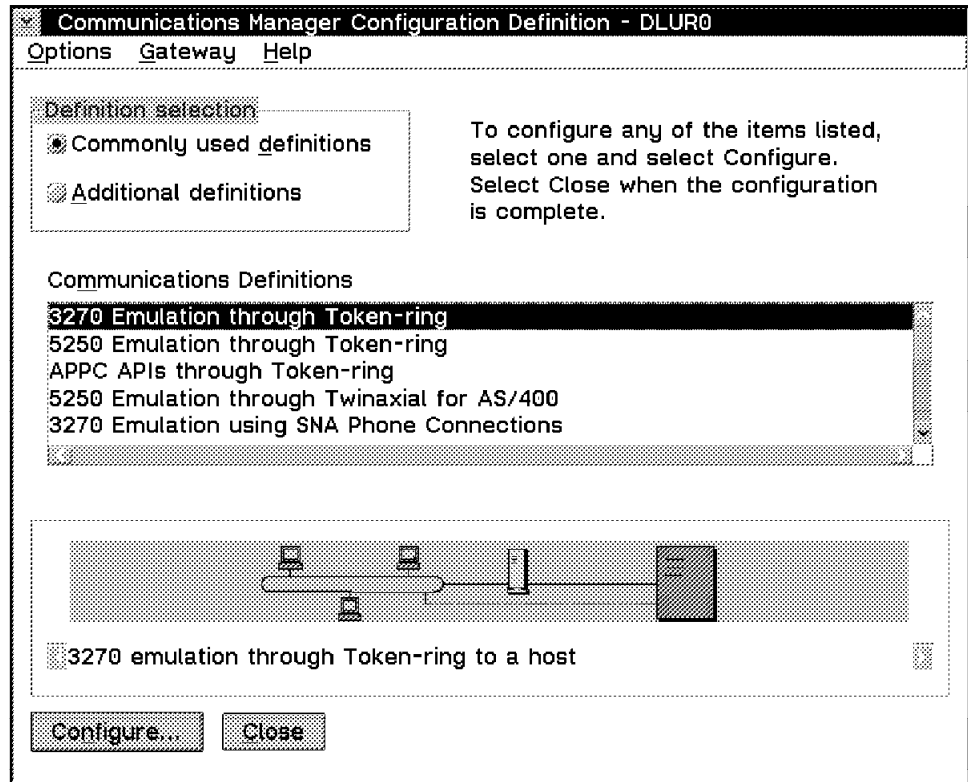 Communications Manager Configuration Definition - DLUR0
Options Gateway Help
Definition selection
Commonly used definitions
Additional definitions
To configure any of the items listed,
select one and select Configure.
Select Close when the configuration
is complete.
Communications Definitions
3270 Emulation through Token-ring
5250 Emulation through Token-ring
APPC APIs through Token-ring
5250 Emulation through Twinaxial for AS/400
3270 Emulation using SNA Phone Connections
3270 emulation through Token-ring to a host
Configure... Close